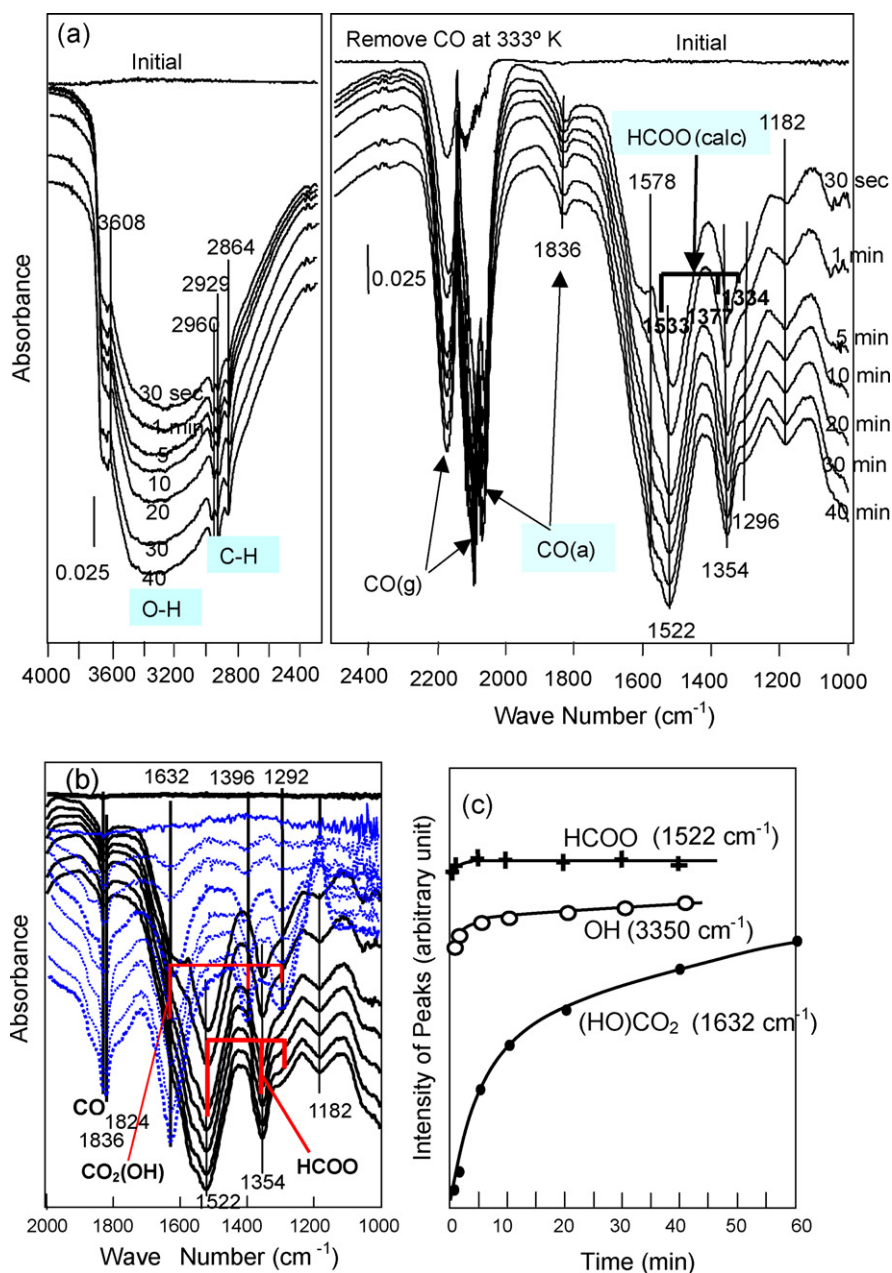 (a)
Initial
3608
2864
2929
2960
30 sec
1 min
5
10
20
30
40
0.025
C-H
O-H
4000 3600 3200 2800 2400
Absorbance
Remove CO at 333º K
Initial
HCOO (calc)
1182
1578
30 sec
1836
0.025
1 min
1533 1377 1334
5 min
10 min
20 min
30 min
40 min
1296
1354
1522
CO(g)
CO(a)
2400 2200 2000 1800 1600 1400 1200 1000
Wave Number (cm⁻¹)
(b)
1632 1396 1292
Absorbance
CO
1824
1836
CO₂(OH)
1522
1354
HCOO
1182
2000 1800 1600 1400 1200 1000
Wave Number (cm⁻¹)
(c)
HCOO (1522 cm⁻¹)
OH (3350 cm⁻¹)
(HO)CO₂ (1632 cm⁻¹)
Intensity of Peaks (arbitrary unit)
0 10 20 30 40 50 60
Time (min)